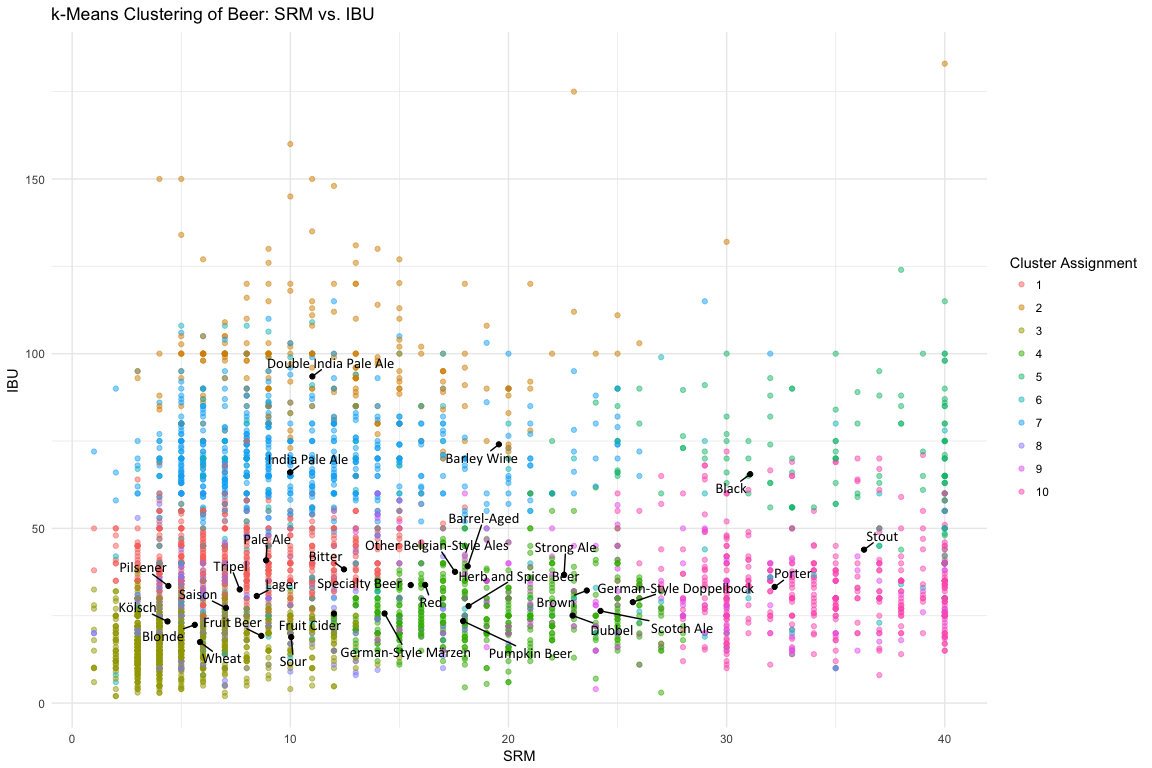 k-Means Clustering of Beer: SRM vs. IBU
150
100
50
0
IBU
Double India Pale Ale
India Pale Ale
Barley Wine
Black
Barrel-Aged
Pale Ale
Other Belgian-Style Ales
Strong Ale
Stout
Bitter
Pilsener
Tripel
Specialty Beer
Herb and Spice Beer
Porter
Lager
German-Style Doppelbock
Saison
Red
Brown
Kölsch
Fruit Beer
Fruit Cider
Blonde
Dubbel
Scotch Ale
Wheat
Sour
German-Style Märzen
Pumpkin Beer
0
10
20
30
40
SRM
Cluster Assignment
1
2
3
4
5
6
7
8
9
10